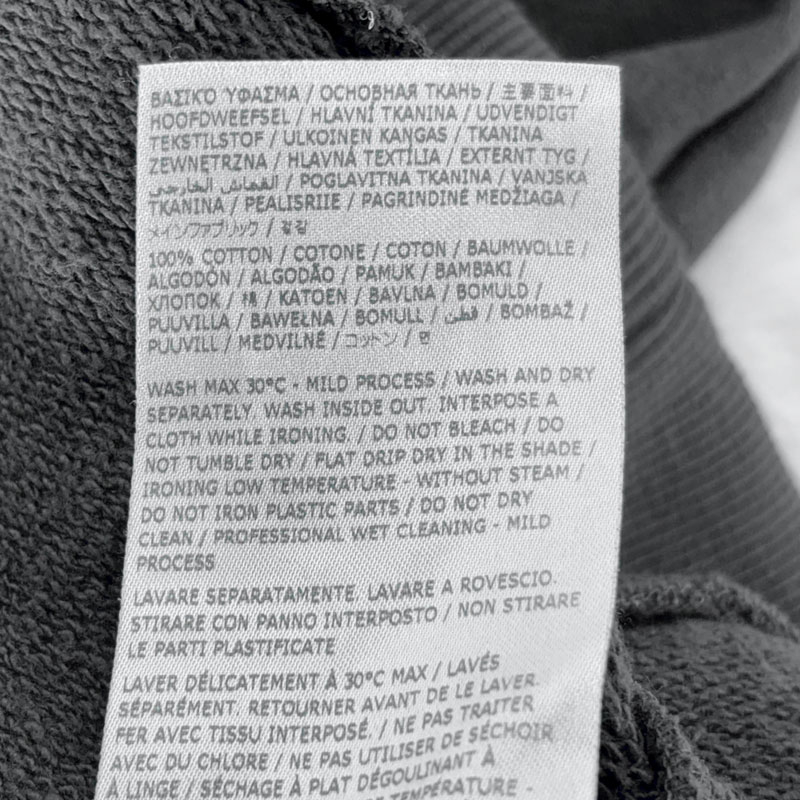 ΒΑΣΙΚΌ ΎΦΑΣΜΑ / ОСНОВНАЯ ТКАНЬ / 主要面料 /
HOOFDWEEFSEL / HLAVNÍ TKANINA / UDVENDIGT
TEKSTILSTOF / ULKOINEN KANGAS / TKANINA
ZEWNĘTRZNA / HLAVNÁ TEXTÍLIA / EXTERNT TYG /
القماش الخارجي / POGLAVITNA TKANINA / VANJSKA
TKANINA / PEALISRIIE / PAGRINDINĖ MEDŽIAGA /
メインファブリック / 겉감
100% COTTON / COTONE / COTON / BAUMWOLLE /
ALGODÓN / ALGODÃO / PAMUK / ΒΑΜΒΑΚΙ /
ХЛОПОК / 棉 / KATOEN / BAVLNA / BOMULD /
PUUVILLA / BAWEŁNA / BOMULL / قطن / BOMBAŽ /
PUUVILL / MEDVILNĖ / コットン / 면
WASH MAX 30°C - MILD PROCESS / WASH AND DRY
SEPARATELY. WASH INSIDE OUT. INTERPOSE A
CLOTH WHILE IRONING. / DO NOT BLEACH / DO
NOT TUMBLE DRY / FLAT DRIP DRY IN THE SHADE /
IRONING LOW TEMPERATURE - WITHOUT STEAM /
DO NOT IRON PLASTIC PARTS / DO NOT DRY
CLEAN / PROFESSIONAL WET CLEANING - MILD
PROCESS
LAVARE SEPARATAMENTE. LAVARE A ROVESCIO.
STIRARE CON PANNO INTERPOSTO / NON STIRARE
LE PARTI PLASTIFICATE
LAVER DÉLICATEMENT À 30°C MAX / LAVÉS
SÉPARÉMENT. RETOURNER AVANT DE LE LAVER.
FER AVEC TISSU INTERPOSÉ. / NE PAS TRAITER
AVEC DU CHLORE / NE PAS UTILISER DE SÉCHOIR
À LINGE / SÉCHAGE À PLAT DÉGOULINANT À
TEMPÉRATURE -